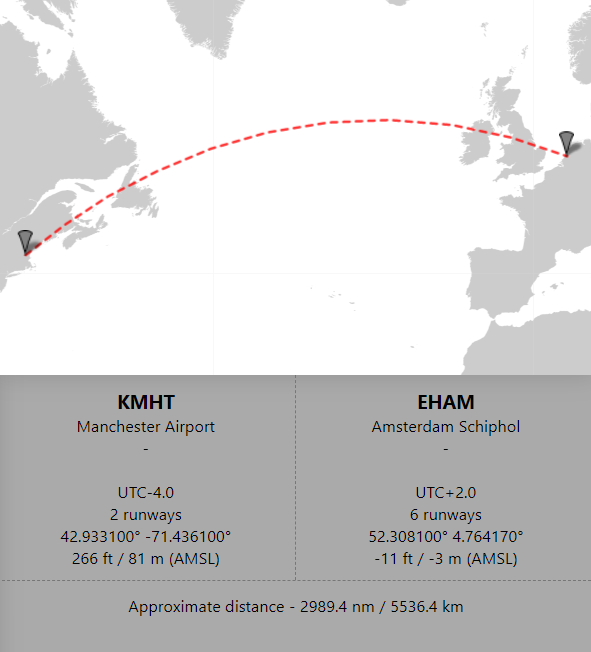 KMHT
Manchester Airport
-
UTC-4.0
2 runways
42.933100° -71.436100°
266 ft / 81 m (AMSL)
EHAM
Amsterdam Schiphol
-
UTC+2.0
6 runways
52.308100° 4.764170°
-11 ft / -3 m (AMSL)
Approximate distance - 2989.4 nm / 5536.4 km